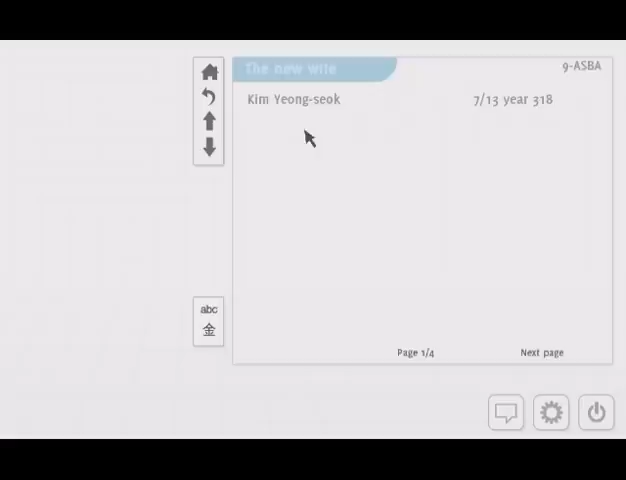 The new wife
9-ASBA
Kim Yeong-seok
7/13 year 318
abc
金
Page 1/4
Next page